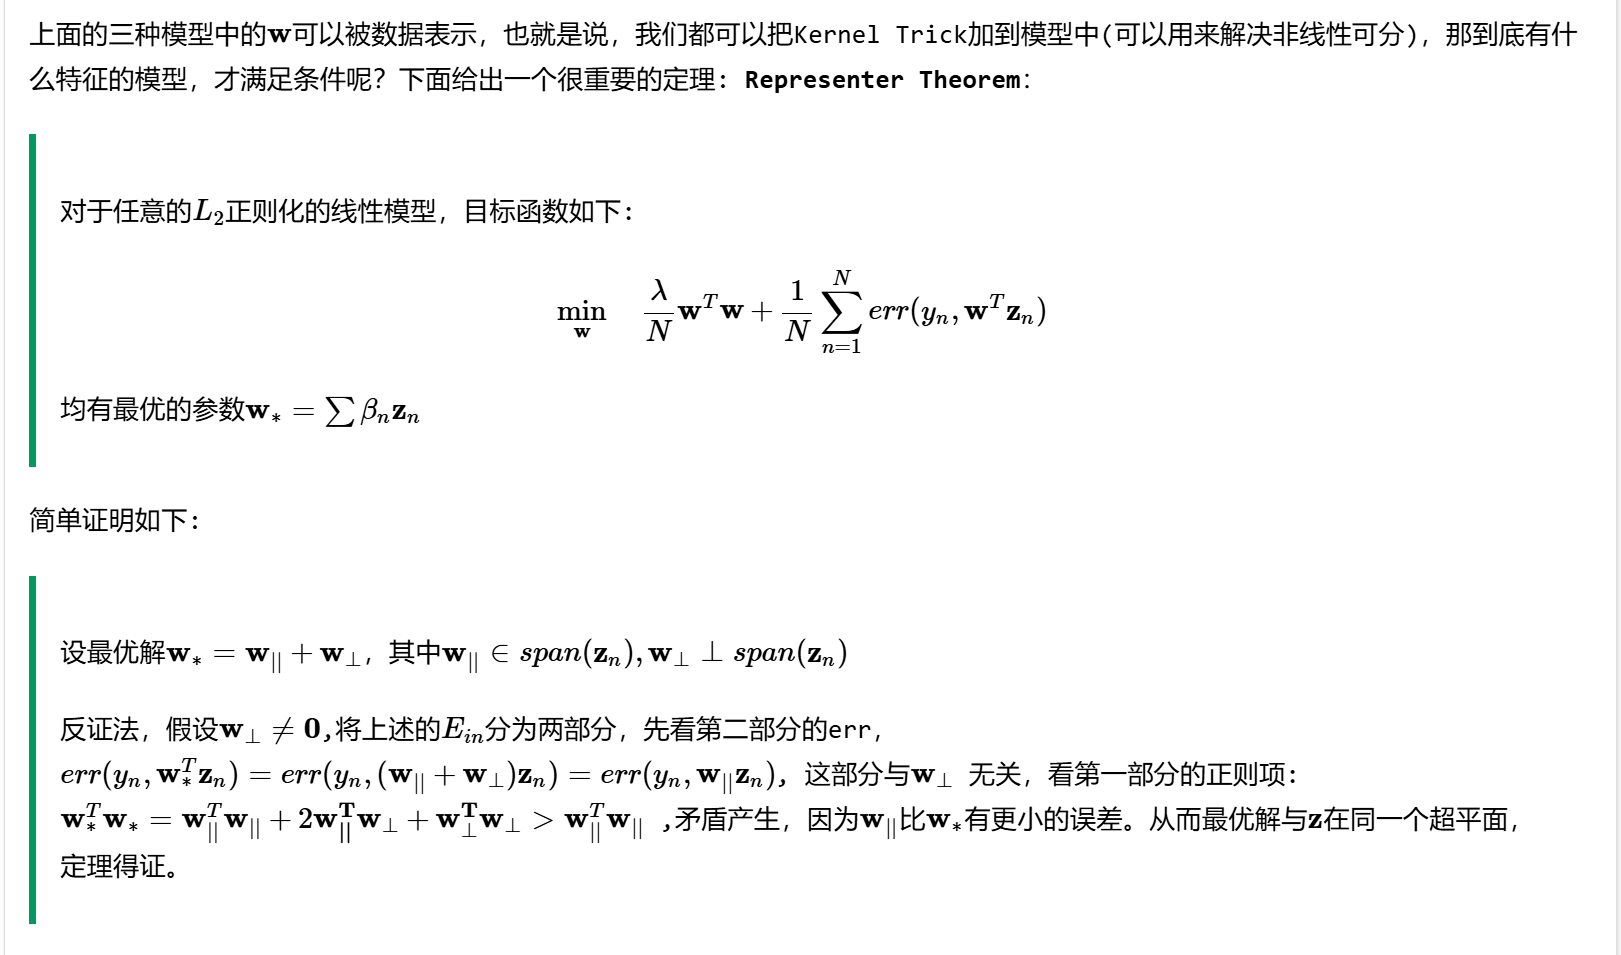 上面的三种模型中的w可以被数据表示，也就是说，我们都可以把Kernel Trick加到模型中(可以用来解决非线性可分)，那到底有什
么特征的模型，才满足条件呢？下面给出一个很重要的定理：Representer Theorem：
对于任意的L₂正则化的线性模型，目标函数如下：
$\min_{\mathbf{w}} \quad \frac{\lambda}{N}\mathbf{w}^T\mathbf{w} + \frac{1}{N}\sum_{n=1}^{N} err(y_n, \mathbf{w}^T\mathbf{z}_n)$
均有最优的参数$\mathbf{w}_* = \sum \beta_n \mathbf{z}_n$
简单证明如下：
设最优解$\mathbf{w}_* = \mathbf{w}_{||} + \mathbf{w}_{\perp}$，其中$\mathbf{w}_{||} \in span(\mathbf{z}_n), \mathbf{w}_{\perp} \perp span(\mathbf{z}_n)$
反证法，假设$\mathbf{w}_{\perp} \neq \mathbf{0}$,将上述的$E_{in}$分为两部分，先看第二部分的err，
$err(y_n, \mathbf{w}_*^T\mathbf{z}_n) = err(y_n, (\mathbf{w}_{||} + \mathbf{w}_{\perp})\mathbf{z}_n) = err(y_n, \mathbf{w}_{||}\mathbf{z}_n)$，这部分与$\mathbf{w}_{\perp}$ 无关，看第一部分的正则项：
$\mathbf{w}_*^T\mathbf{w}_* = \mathbf{w}_{||}^T\mathbf{w}_{||} + 2\mathbf{w}_{||}^{\mathbf{T}}\mathbf{w}_{\perp} + \mathbf{w}_{\perp}^{\mathbf{T}}\mathbf{w}_{\perp} > \mathbf{w}_{||}^T\mathbf{w}_{||}$ ,矛盾产生，因为$\mathbf{w}_{||}$比$\mathbf{w}_*$有更小的误差。从而最优解与z在同一个超平面，
定理得证。